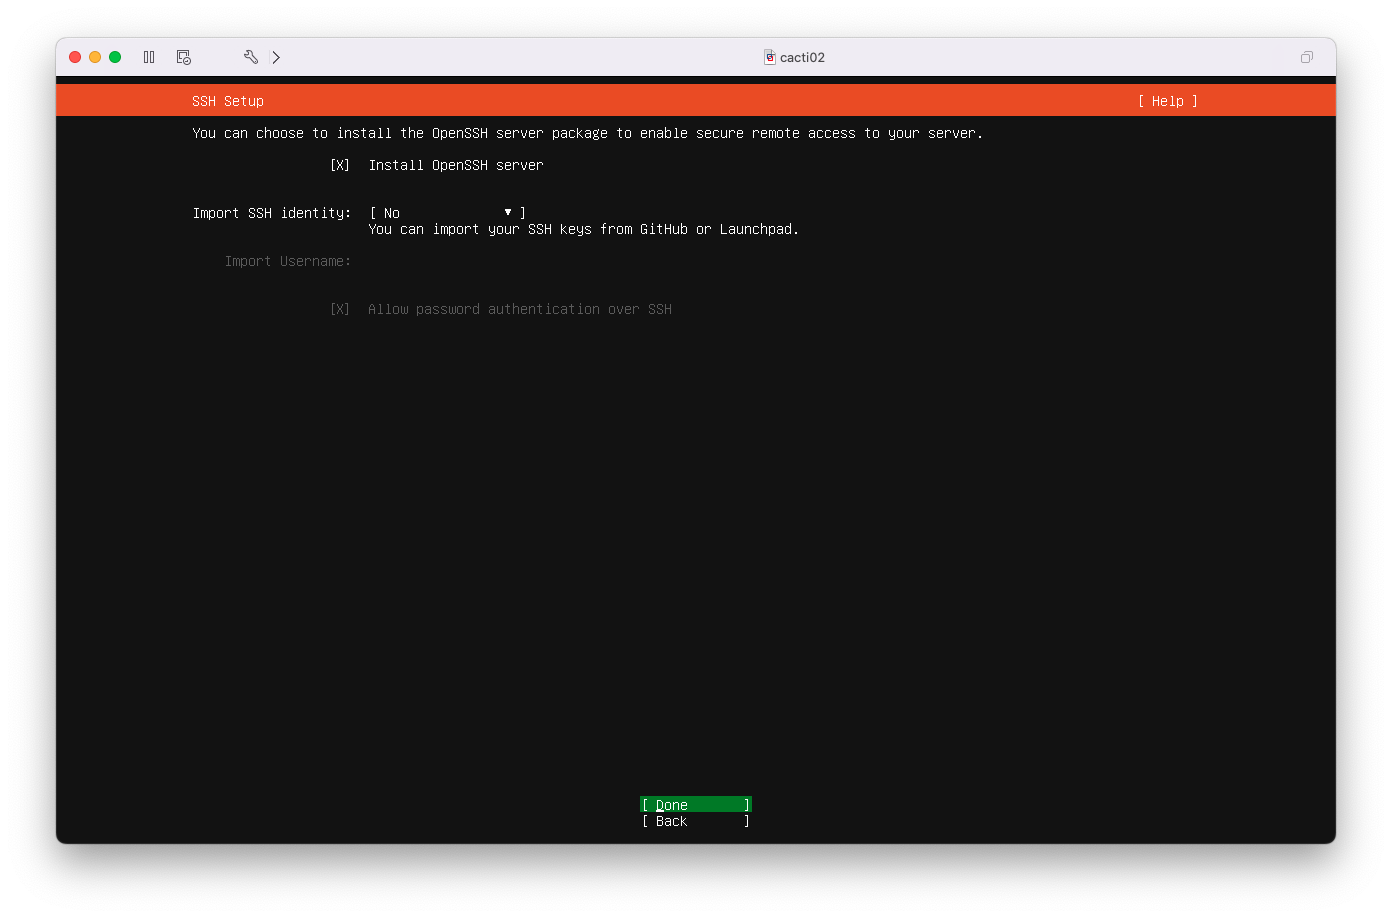 cacti02
SSH Setup [ Help ]
You can choose to install the OpenSSH server package to enable secure remote access to your server.
[X] Install OpenSSH server
Import SSH identity: [ No ▼ ]
You can import your SSH keys from GitHub or Launchpad.
Import Username:
[X] Allow password authentication over SSH
[ Done ]
[ Back ]